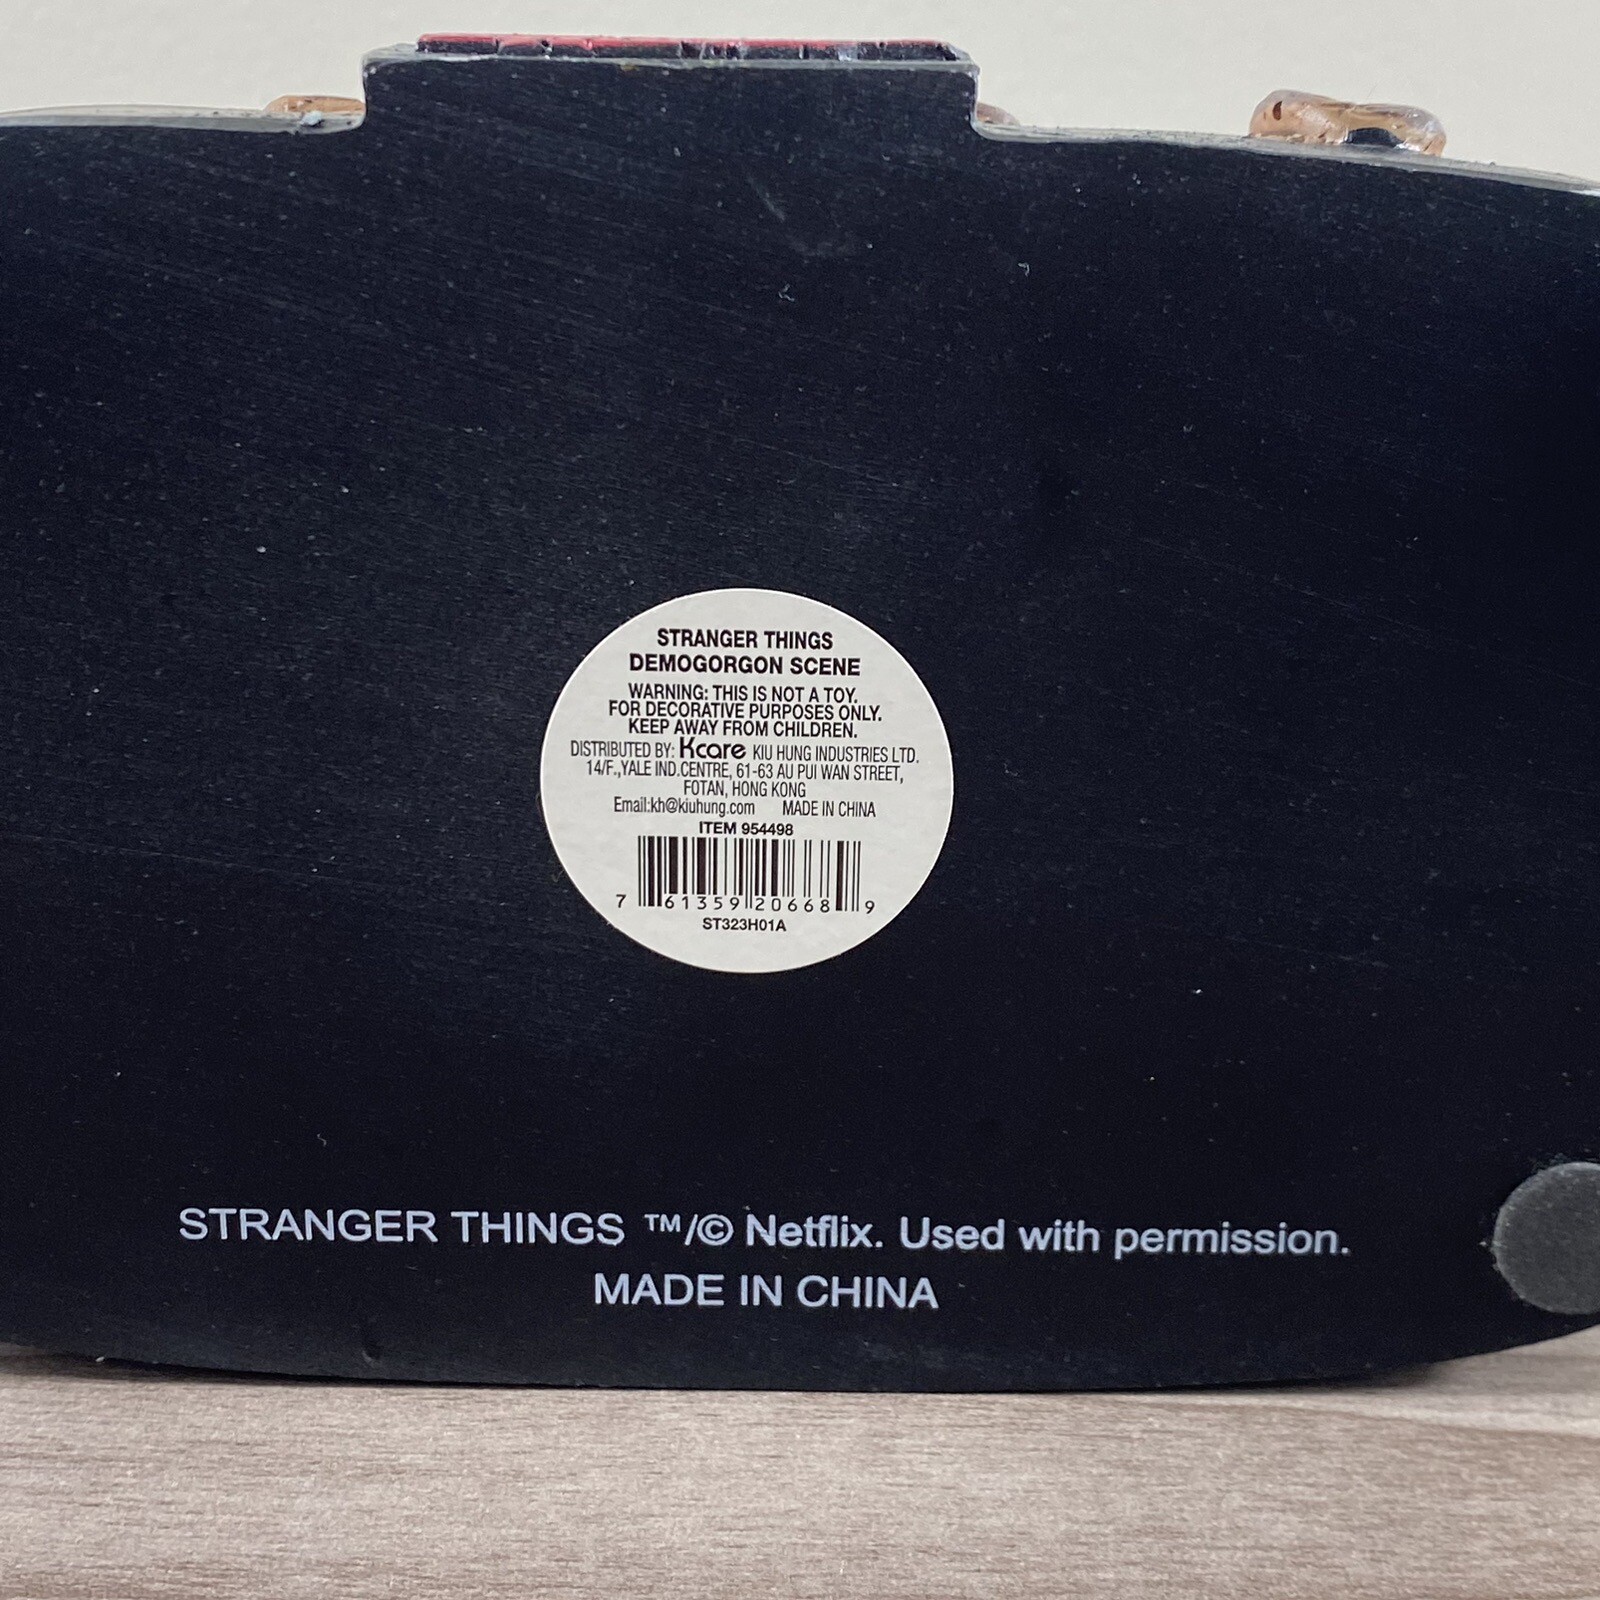 STRANGER THINGS
DEMOGORGON SCENE
WARNING: THIS IS NOT A TOY.
FOR DECORATIVE PURPOSES ONLY.
KEEP AWAY FROM CHILDREN.
DISTRIBUTED BY: Kcare KIU HUNG INDUSTRIES LTD.
14/F.,YALE IND.CENTRE, 61-63 AU PUI WAN STREET,
FOTAN, HONG KONG
Email:kh@kiuhung.com MADE IN CHINA
ITEM 954498
7 61359 20668 9
ST323H01A
STRANGER THINGS ™/© Netflix. Used with permission.
MADE IN CHINA